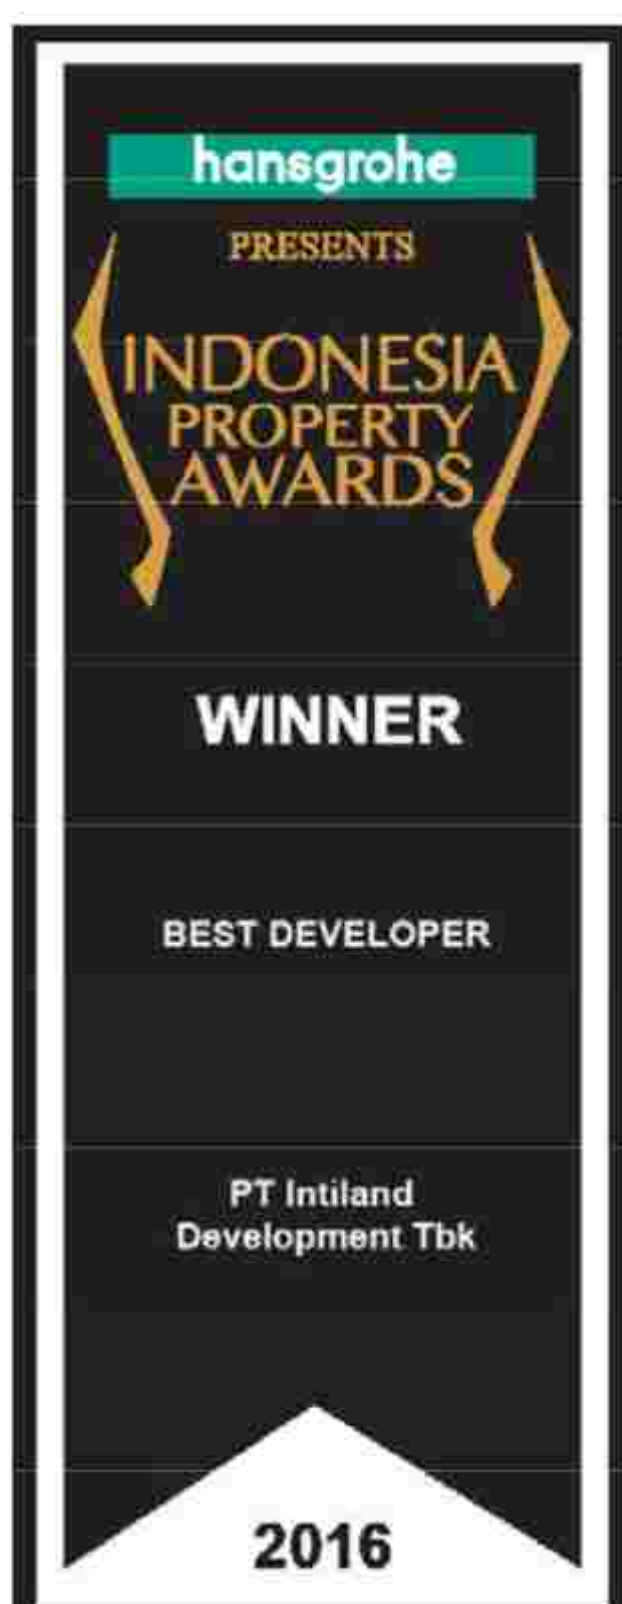 hansgrohe
PRESENTS
INDONESIA
PROPERTY
AWARDS
WINNER
BEST DEVELOPER
PT Intiland
Development Tbk
2016